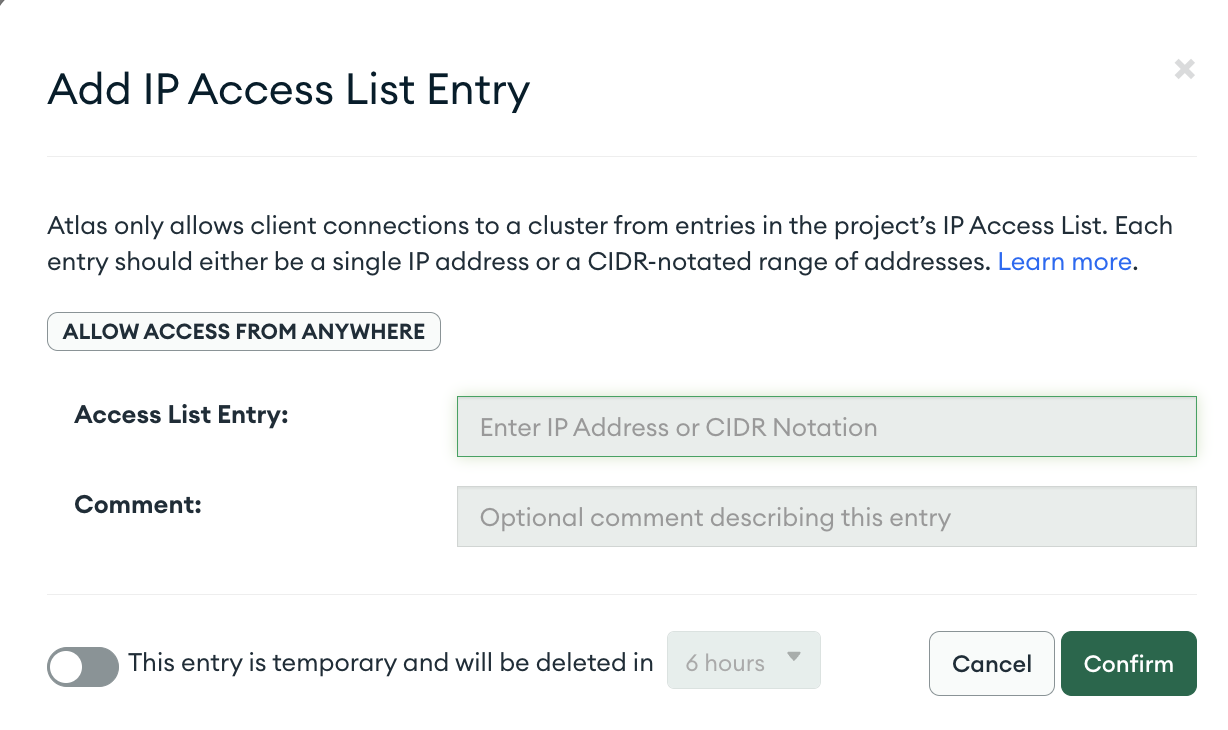 Add IP Access List Entry
Atlas only allows client connections to a cluster from entries in the project’s IP Access List. Each
entry should either be a single IP address or a CIDR-notated range of addresses. Learn more.
ALLOW ACCESS FROM ANYWHERE
Access List Entry:
Enter IP Address or CIDR Notation
Comment:
Optional comment describing this entry
This entry is temporary and will be deleted in
6 hours
Cancel
Confirm